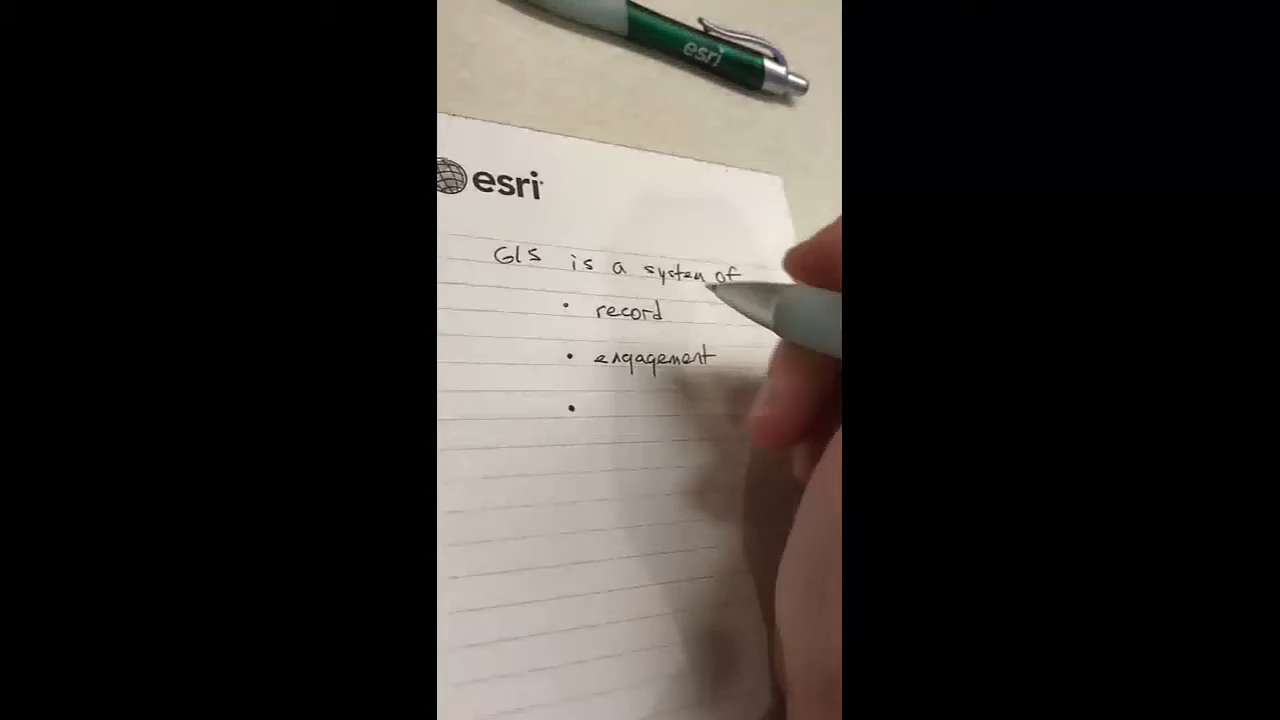 esri
esri
GIS is a system of
• record
• engagement
•